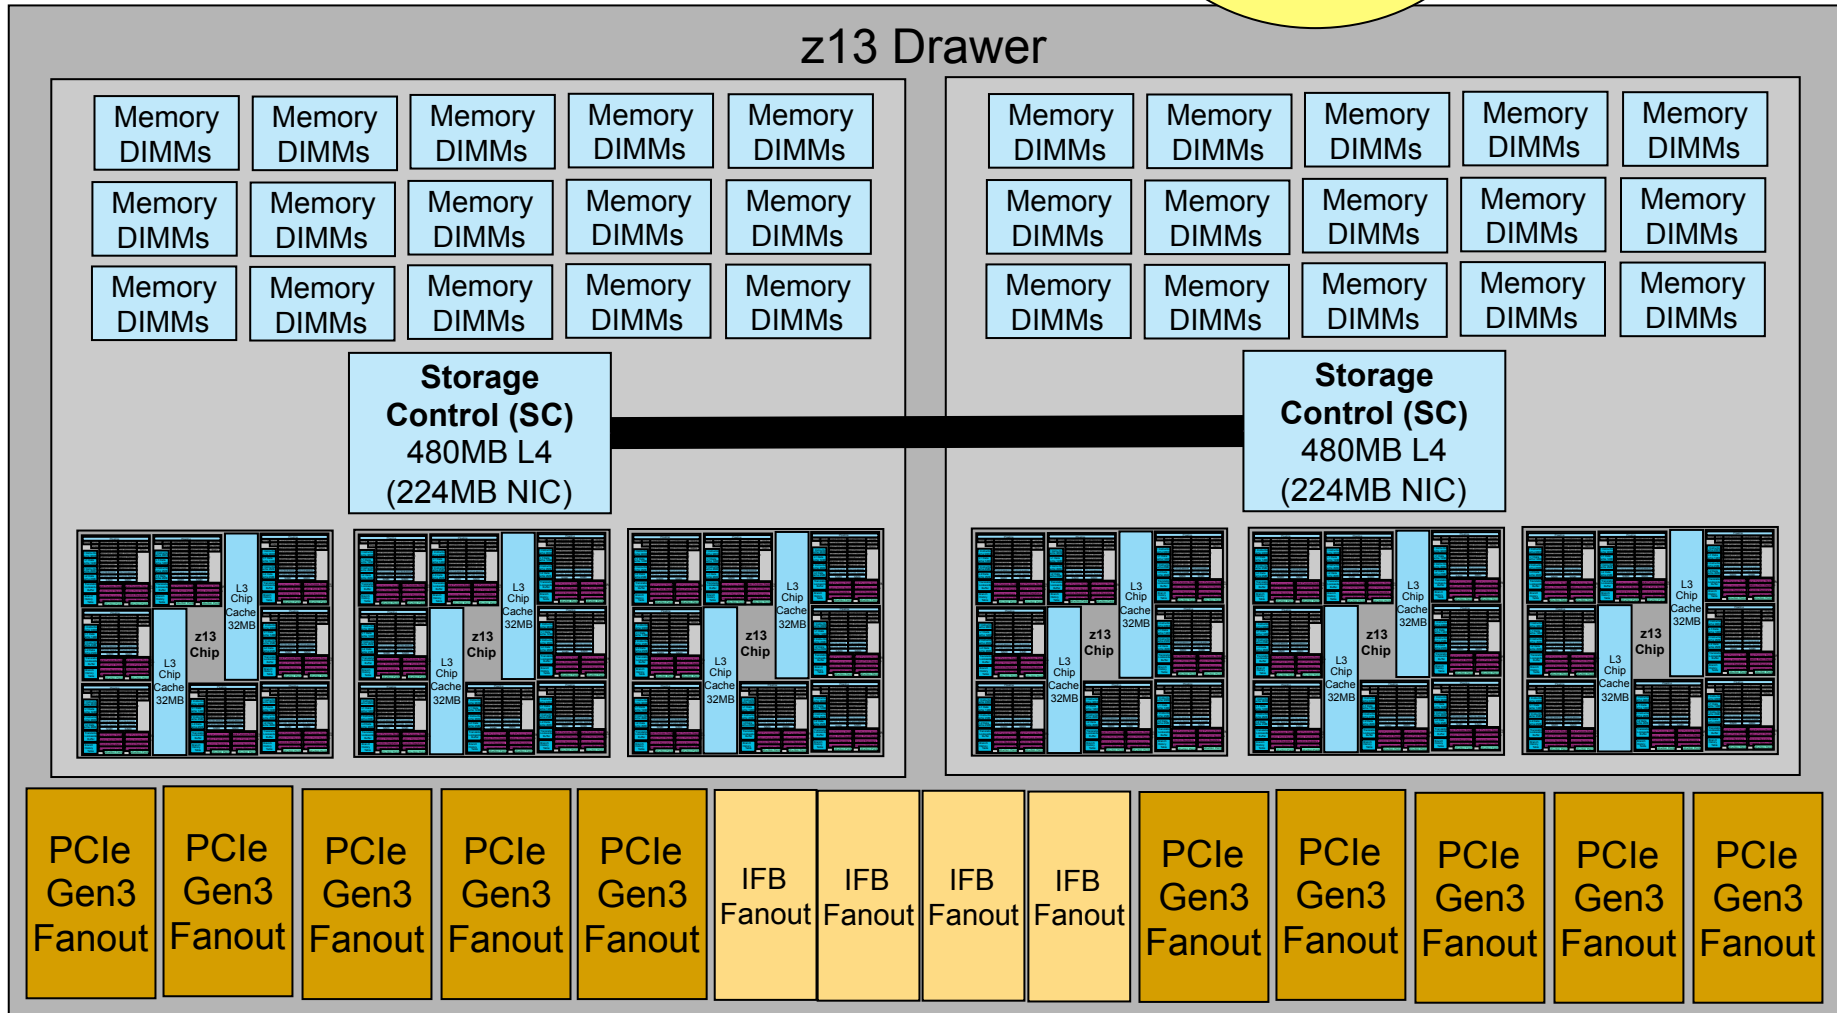 z13 Drawer
Memory
DIMMs
Memory
DIMMs
Memory
DIMMs
Memory
DIMMs
Memory
DIMMs
Memory
DIMMs
Memory
DIMMs
Memory
DIMMs
Memory
DIMMs
Memory
DIMMs
Memory
DIMMs
Memory
DIMMs
Memory
DIMMs
Memory
DIMMs
Memory
DIMMs
Storage
Control (SC)
480MB L4
(224MB NIC)
L3
Chip
Cache
32MB
z13
Chip
L3
Chip
Cache
32MB
L3
Chip
Cache
32MB
z13
Chip
L3
Chip
Cache
32MB
L3
Chip
Cache
32MB
z13
Chip
L3
Chip
Cache
32MB
Memory
DIMMs
Memory
DIMMs
Memory
DIMMs
Memory
DIMMs
Memory
DIMMs
Memory
DIMMs
Memory
DIMMs
Memory
DIMMs
Memory
DIMMs
Memory
DIMMs
Memory
DIMMs
Memory
DIMMs
Memory
DIMMs
Memory
DIMMs
Memory
DIMMs
Storage
Control (SC)
480MB L4
(224MB NIC)
L3
Chip
Cache
32MB
z13
Chip
L3
Chip
Cache
32MB
L3
Chip
Cache
32MB
z13
Chip
L3
Chip
Cache
32MB
L3
Chip
Cache
32MB
z13
Chip
L3
Chip
Cache
32MB
PCIe
Gen3
Fanout
PCIe
Gen3
Fanout
PCIe
Gen3
Fanout
PCIe
Gen3
Fanout
PCIe
Gen3
Fanout
IFB
Fanout
IFB
Fanout
IFB
Fanout
IFB
Fanout
PCIe
Gen3
Fanout
PCIe
Gen3
Fanout
PCIe
Gen3
Fanout
PCIe
Gen3
Fanout
PCIe
Gen3
Fanout